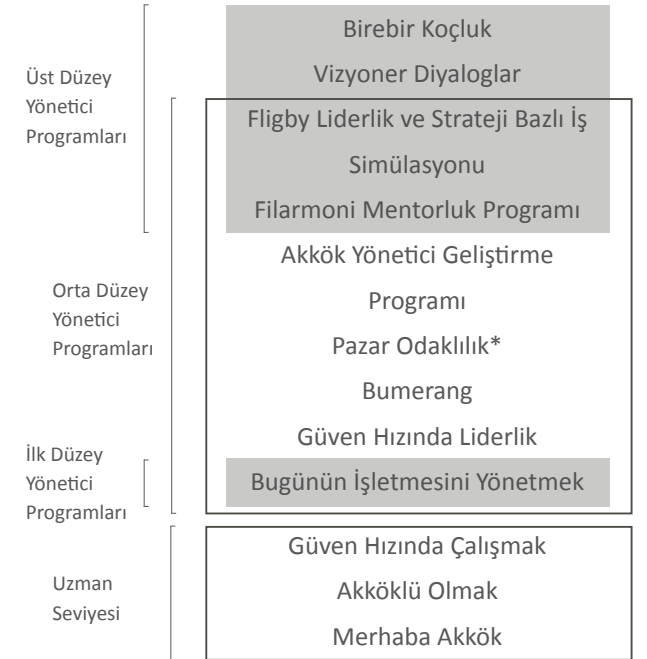 Üst Düzey
Yönetici
Programları
Birebir Koçluk
Vizyoner Diyaloglar
Fligby Liderlik ve Strateji Bazlı İş
Simülasyonu
Filarmoni Mentorluk Programı
Orta Düzey
Yönetici
Programları
Akkök Yönetici Geliştirme
Programı
Pazar Odaklılık*
Bumerang
Güven Hızında Liderlik
İlk Düzey
Yönetici
Programları
Bugünün İşletmesini Yönetmek
Uzman
Seviyesi
Güven Hızında Çalışmak
Akköklü Olmak
Merhaba Akkök